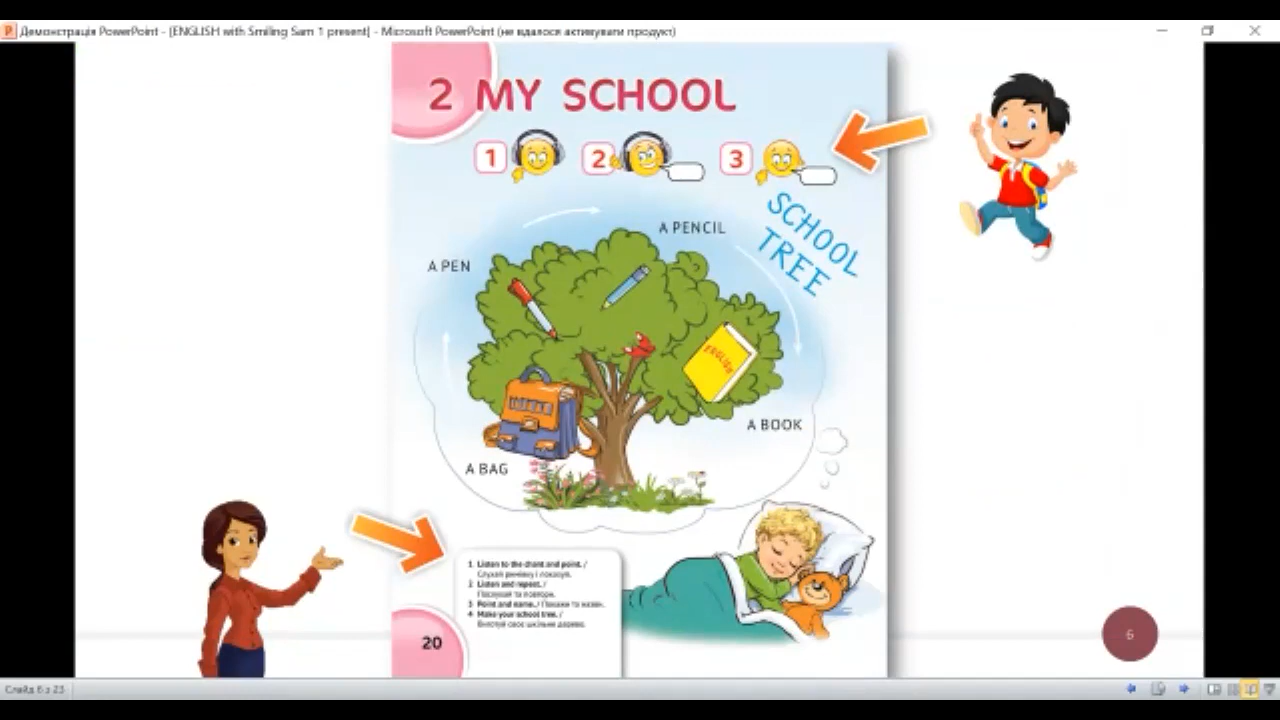 Демонстрація PowerPoint - [ENGLISH with Smiling Sam 1 present] - Microsoft PowerPoint (не вдалося активувати продукт)
2 MY SCHOOL
1 2 3
SCHOOL
TREE
A PENCIL
A PEN
ENGLISH
A BOOK
A BAG
1 Listen to the chant and point. /
Слухай римівку і показуй.
2 Listen and repeat. /
Послухай та повтори.
3 Point and name. / Покажи та назви.
4 Make your school tree. /
Виготуй своє шкільне дерево.
20
6
Слайд 6 з 23